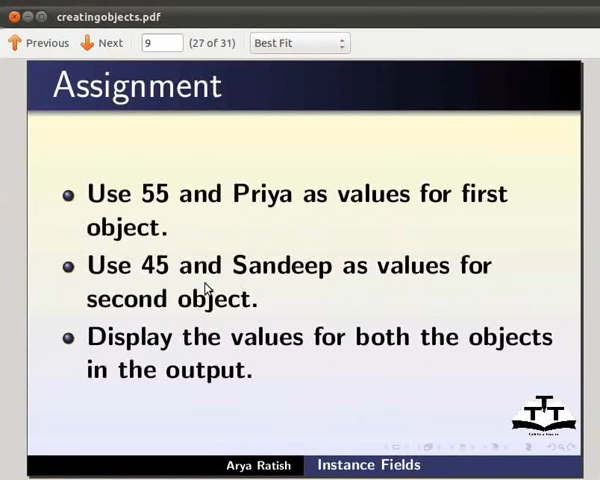 creatingobjects.pdf
Previous Next 9 (27 of 31) Best Fit
Assignment
Use 55 and Priya as values for first
object.
Use 45 and Sandeep as values for
second object.
Display the values for both the objects
in the output.
TTT
Arya Ratish Instance Fields